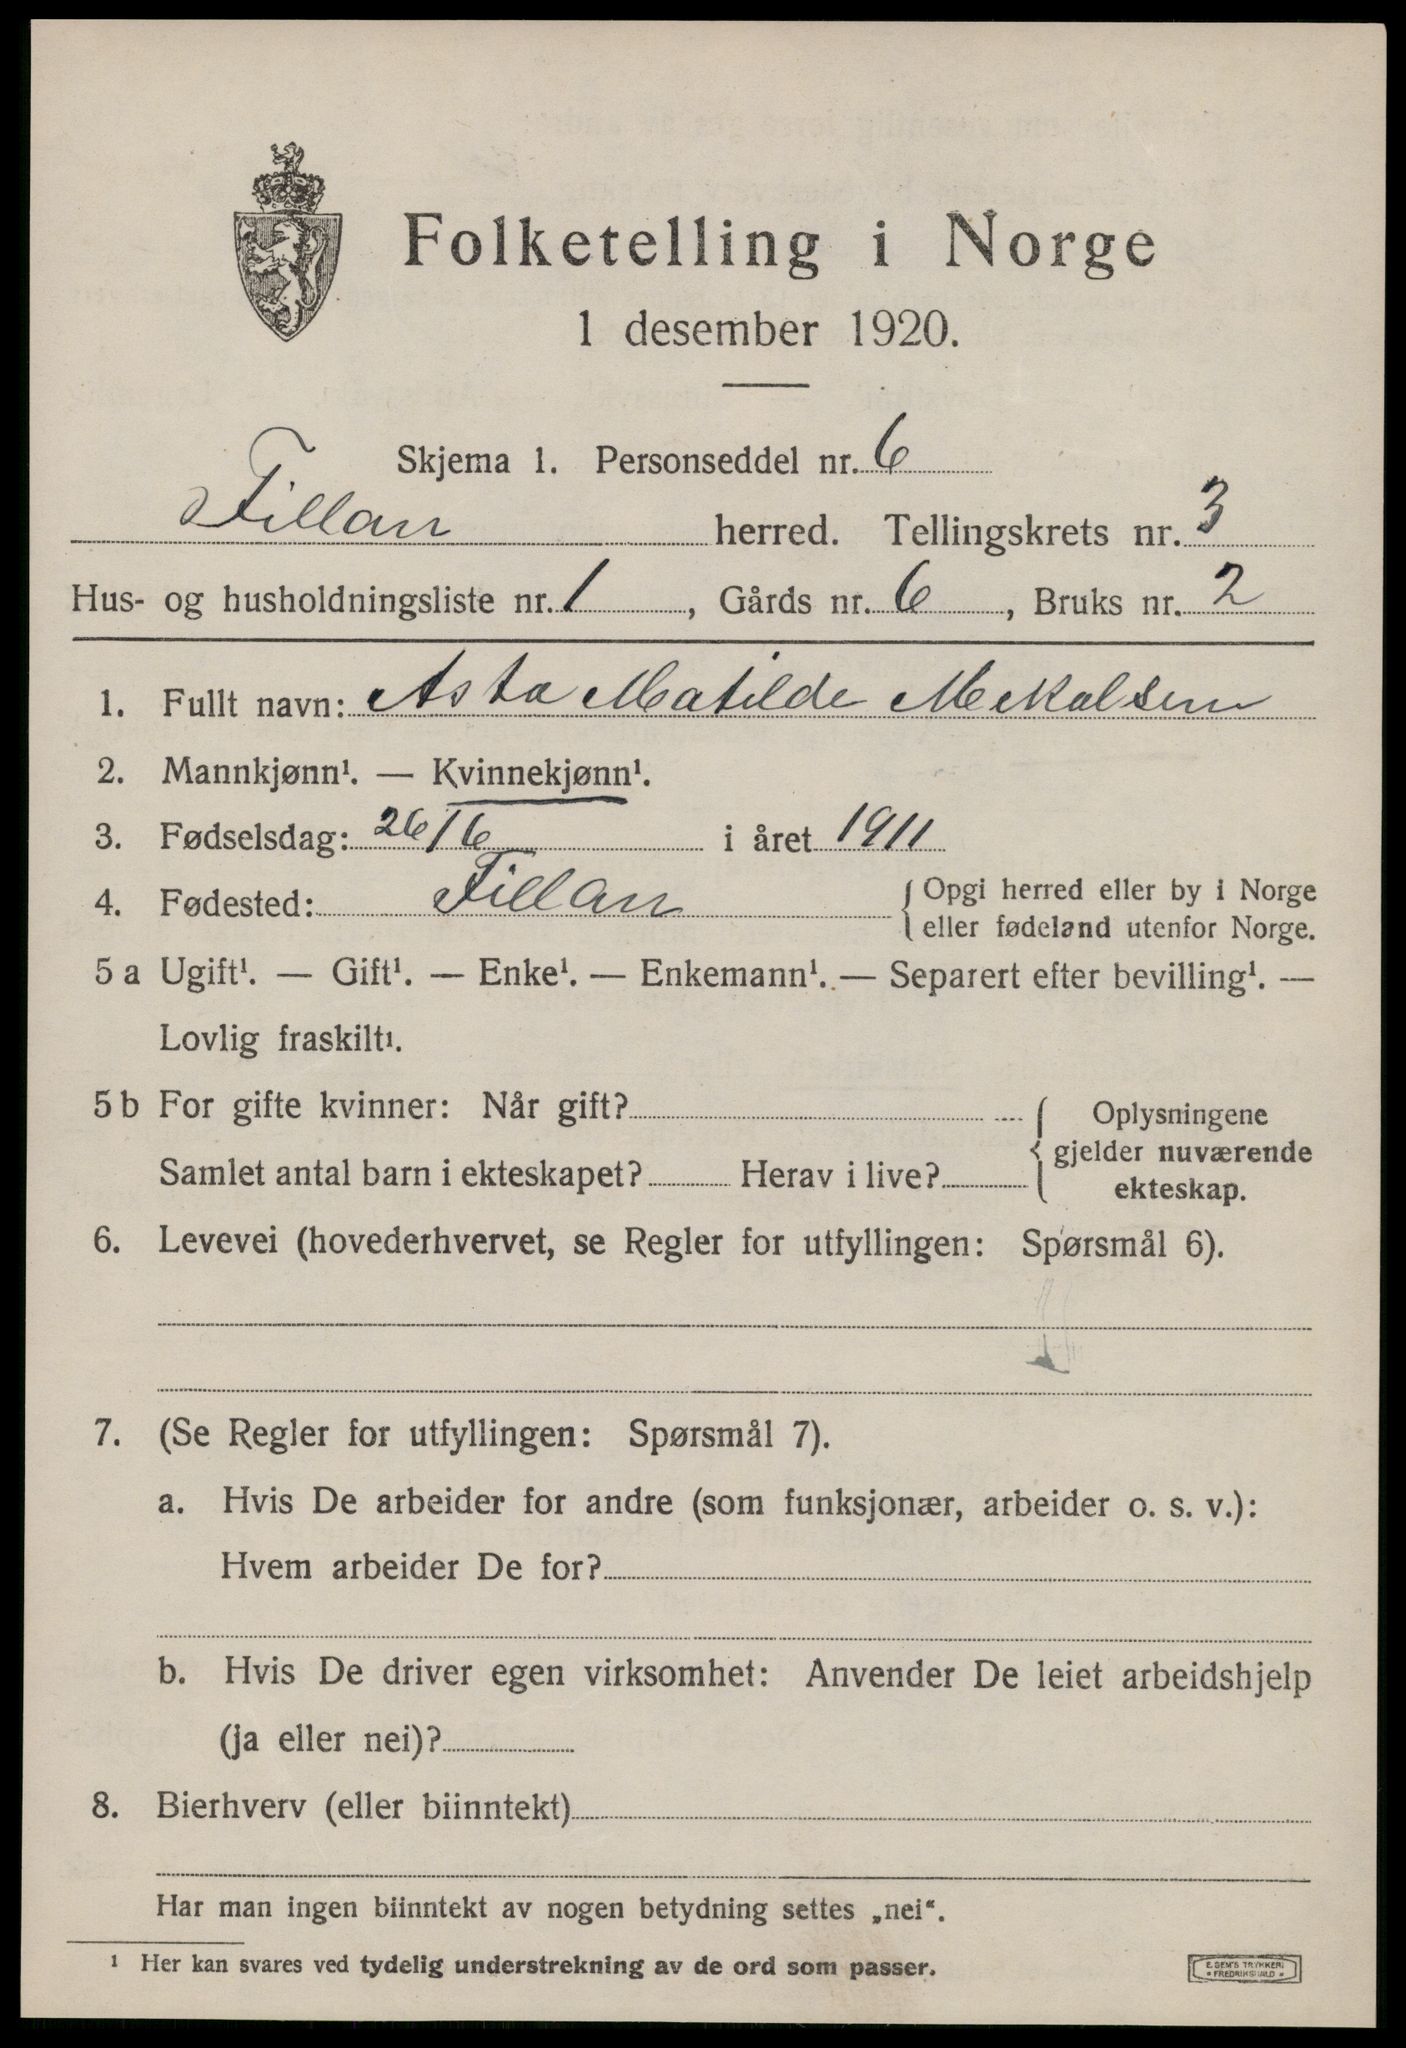 Folketelling i Norge
1 desember 1920.
Skjema 1. Personseddel nr. 6
Fillan herred. Tellingskrets nr. 3
Hus- og husholdningsliste nr. 1, Gårds nr. 6, Bruks nr. 2
1. Fullt navn: Asta Matilde Mekalsen
2. Mannkjønn¹. — Kvinnekjønn¹.
3. Fødselsdag: 26/6 i året 1911
4. Fødested: Fillan { Opgi herred eller by i Norge
eller fødeland utenfor Norge.
5 a Ugift¹. — Gift¹. — Enke¹. — Enkemann¹. — Separert efter bevilling¹. —
Lovlig fraskilt¹.
5 b For gifte kvinner: Når gift? { Oplysningene
gjelder nuværende
Samlet antal barn i ekteskapet? Herav i live? ekteskap.
6. Levevei (hovederhvervet, se Regler for utfyllingen: Spørsmål 6).
7. (Se Regler for utfyllingen: Spørsmål 7).
a. Hvis De arbeider for andre (som funksjonær, arbeider o. s. v.):
Hvem arbeider De for?
b. Hvis De driver egen virksomhet: Anvender De leiet arbeidshjelp
(ja eller nei)?
8. Bierhverv (eller biinntekt)
Har man ingen biinntekt av nogen betydning settes „nei“.
¹ Her kan svares ved tydelig understrekning av de ord som passer.
E. SEM'S TRYKKERI
• FREDRIKSHALD •